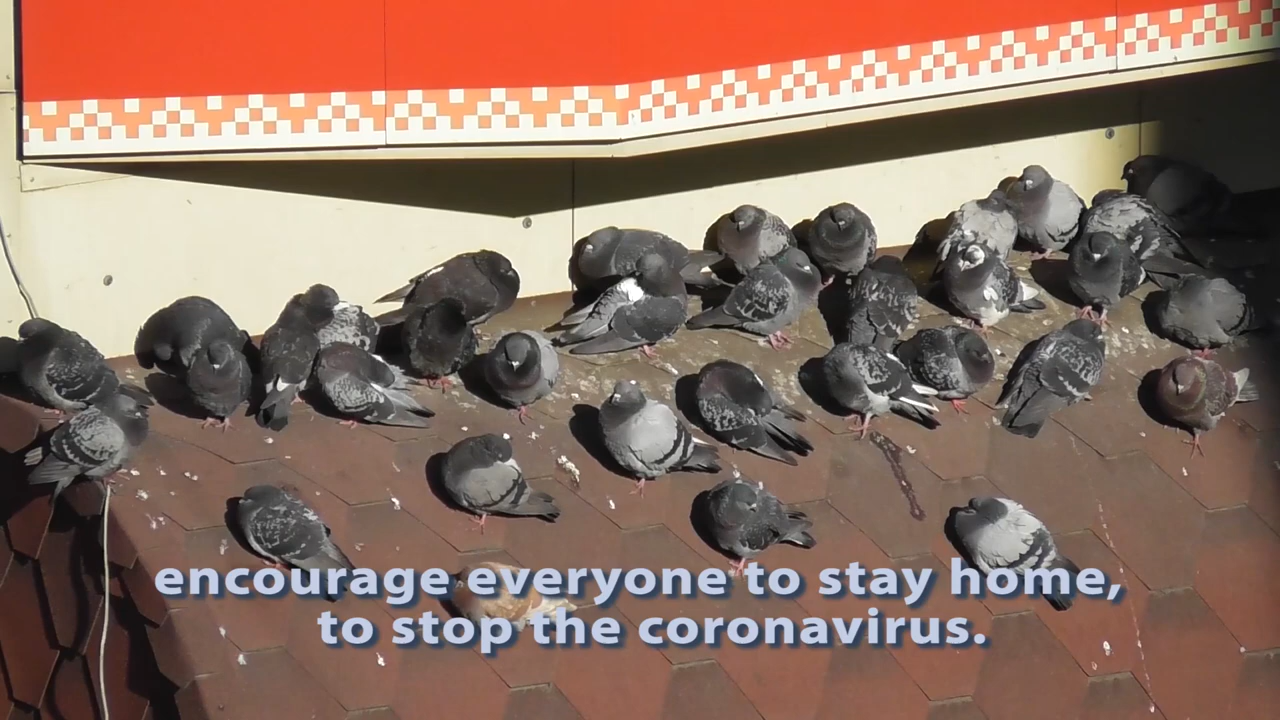 encourage everyone to stay home,
to stop the coronavirus.